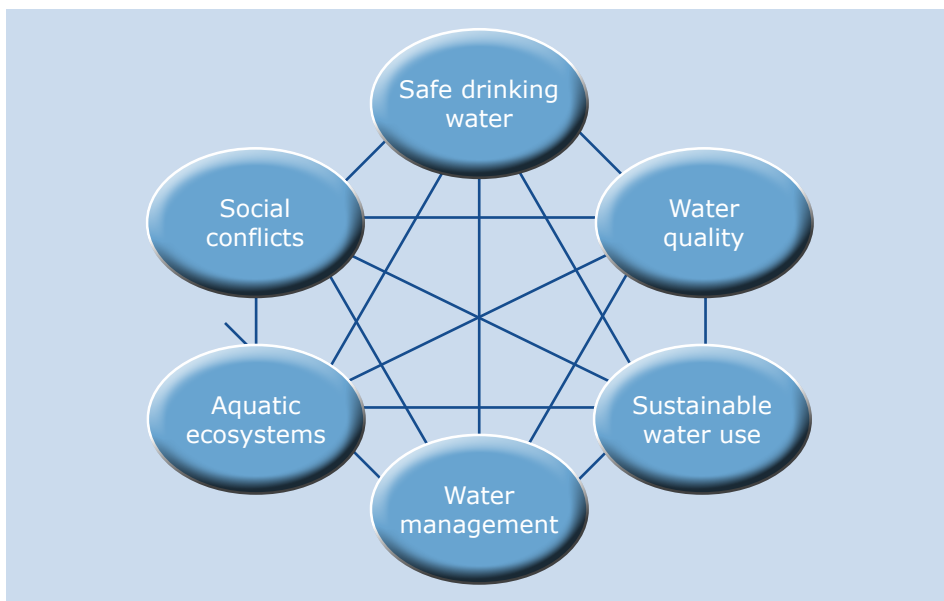 Safe drinking
water
Social
conflicts
Water
quality
Aquatic
ecosystems
Sustainable
water use
Water
management